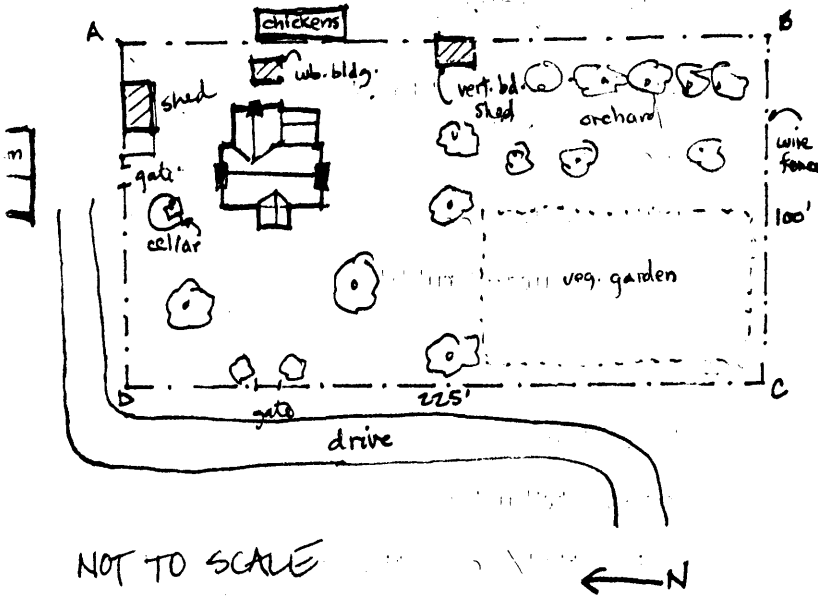 chickens
A
B
wb. bldg.
shed
vert. bd.
shed
orchard
wire
fence
m
gate
cellar
100'
veg. garden
D
gate
225'
C
drive
NOT TO SCALE
N